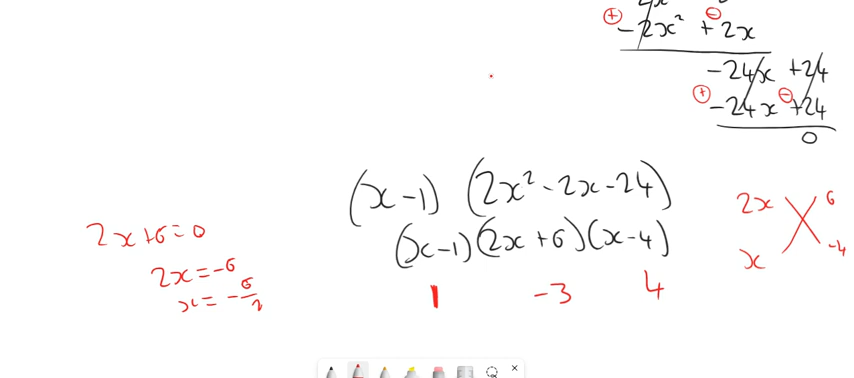 ⊕ ⊖
-2x² + 2x
-24x +24
⊕ ⊖
-24x +24
0
(x-1) (2x²-2x-24)
(x-1)(2x+6)(x-4)
1 -3 4
2x+6=0
2x=-6
x=-6/2
2x 6
x -4